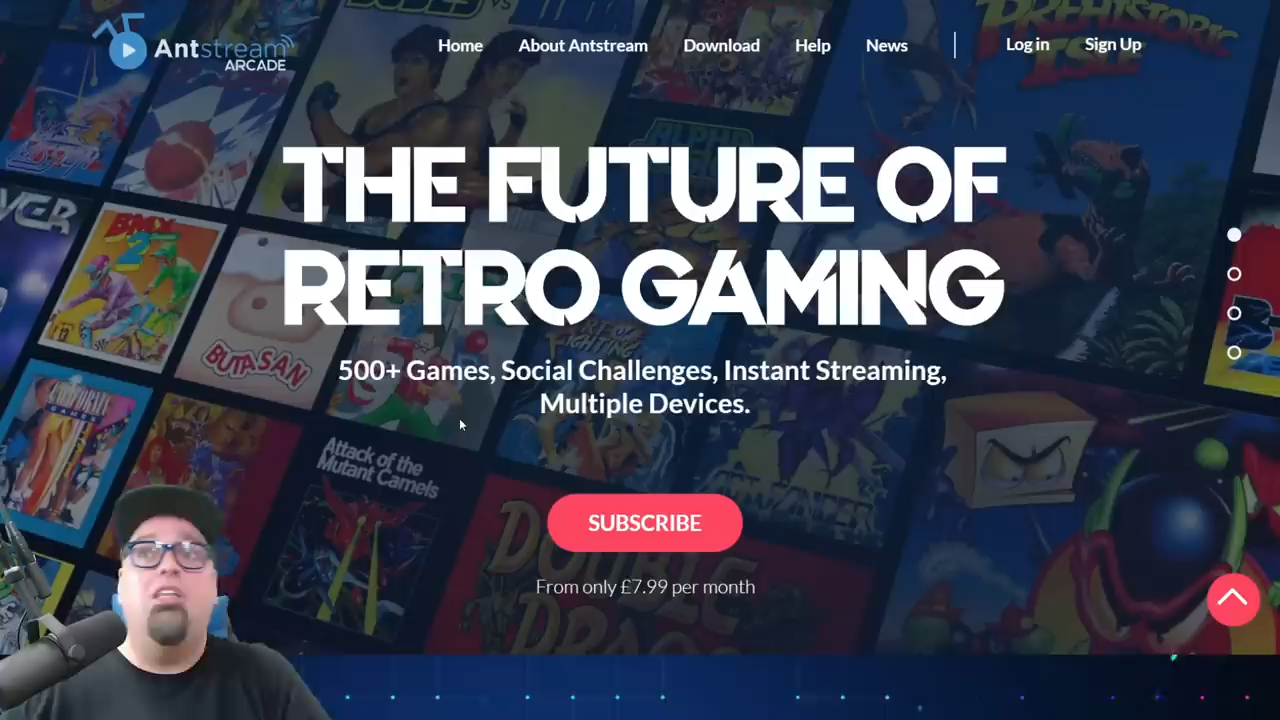 Antstream
ARCADE
Home
About Antstream
Download
Help
News
Log in
Sign Up
PREHISTORIC
ISLE
THE FUTURE OF
RETRO GAMING
500+ Games, Social Challenges, Instant Streaming,
Multiple Devices.
BMX
2
BUTASAN
Attack of the
Mutant Camels
SUBSCRIBE
From only £7.99 per month
DOUBLE